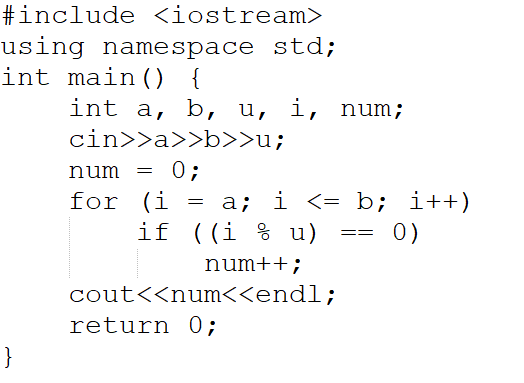 #include <iostream>
using namespace std;
int main() {
    int a, b, u, i, num;
    cin>>a>>b>>u;
    num = 0;
    for (i = a; i <= b; i++)
        if ((i % u) == 0)
            num++;
    cout<<num<<endl;
    return 0;
}